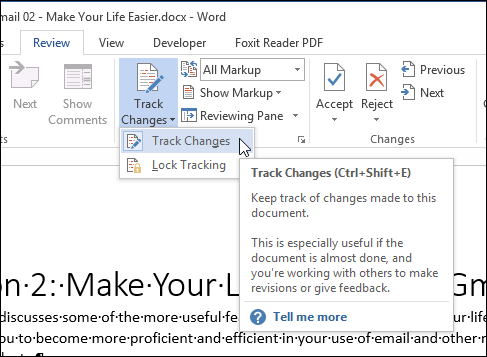 mail 02 - Make Your Life Easier.docx - Word
Review View Developer Foxit Reader PDF
Next
Show
Comments
Track
Changes
All Markup
Show Markup
Reviewing Pane
Accept
Reject
Previous
Next
Changes
Track Changes
Lock Tracking
Track Changes (Ctrl+Shift+E)
Keep track of changes made to this
document.
This is especially useful if the
document is almost done, and
you're working with others to make
revisions or give feedback.
Tell me more
on·2:·Make·Your·L Gm
discusses·some·of·the·more·useful·fea ur·life
ou·to·become·more·proficient·and·efficient·in·your·use·of·email·and·other·